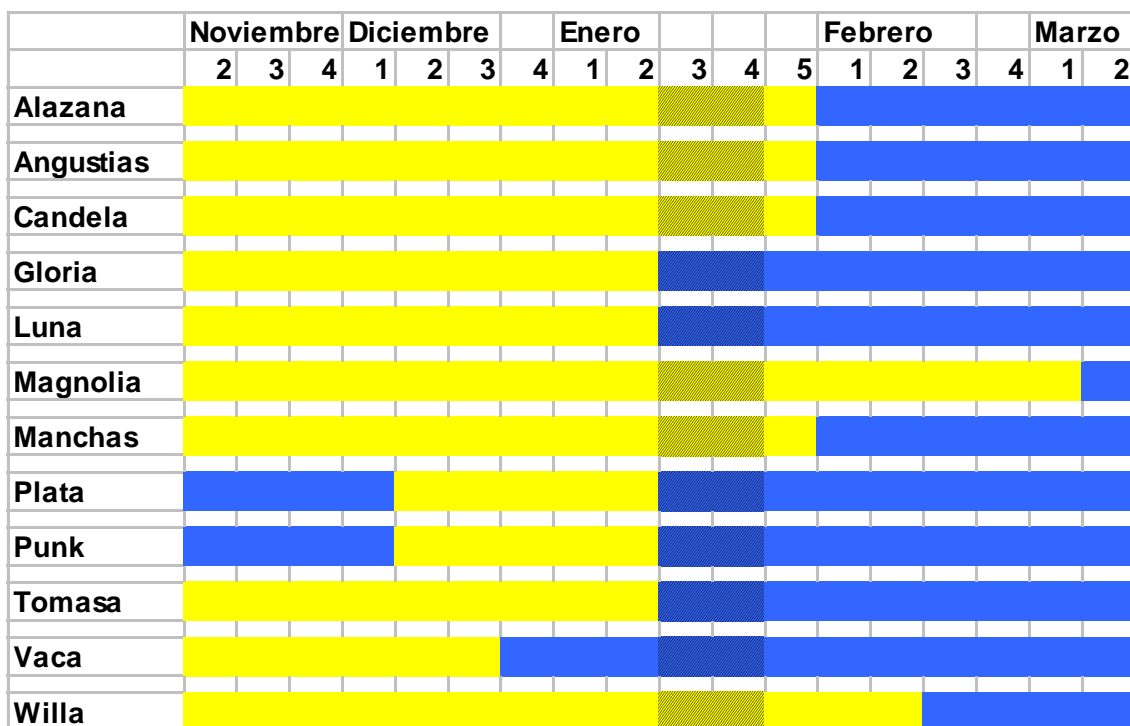 Noviembre Diciembre Enero Febrero Marzo
2 3 4 1 2 3 4 1 2 3 4 5 1 2 3 4 1 2
Alazana
Angustias
Candela
Gloria
Luna
Magnolia
Manchas
Plata
Punk
Tomasa
Vaca
Willa